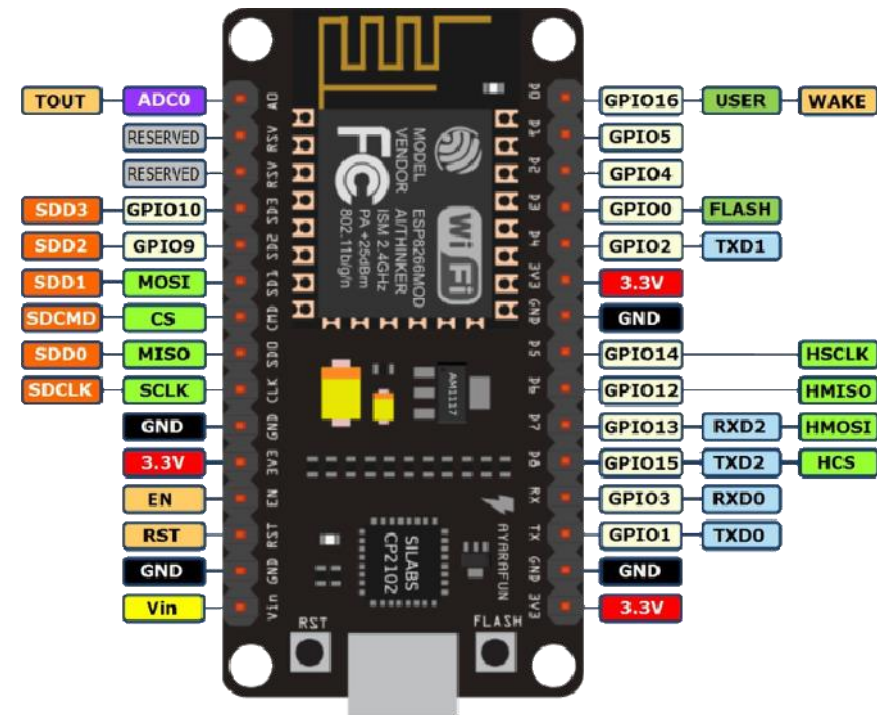 TOUT ADC0 A0
RESERVED RSV
RESERVED RSV
SDD3 GPIO10 SD3
SDD2 GPIO9 SD2
SDD1 MOSI SD1
SDCMD CS CMD
SDD0 MISO SD0
SDCLK SCLK CLK
GND GND
3.3V 3V3
EN EN
RST RST
GND GND
Vin Vin
MODEL ESP8266MOD
VENDOR AI/THINKER
ISM 2.4GHz
PA +25dBm
802.11b/g/n
FC
Wi Fi
AM1117
SILABS
CP2102
AYARAFUN
RST
FLASH
D0 GPIO16 USER WAKE
D1 GPIO5
D2 GPIO4
D3 GPIO0 FLASH
D4 GPIO2 TXD1
3V3 3.3V
GND GND
D5 GPIO14 HSCLK
D6 GPIO12 HMISO
D7 GPIO13 RXD2 HMOSI
D8 GPIO15 TXD2 HCS
RX GPIO3 RXD0
TX GPIO1 TXD0
GND GND
3V3 3.3V